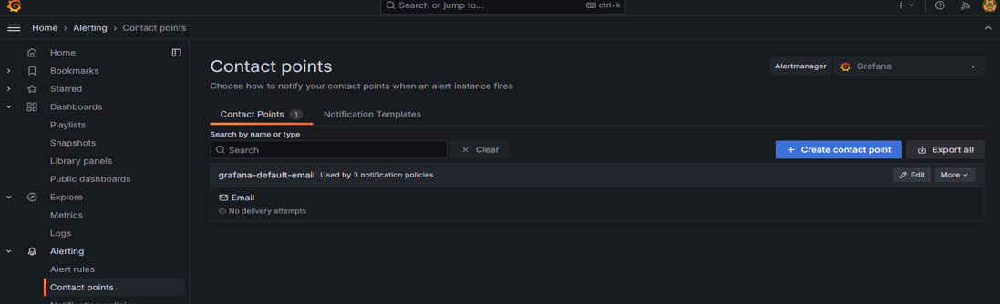 Search or jump to... ctrl+k
Home › Alerting › Contact points
Home
Bookmarks
Starred
Dashboards
Playlists
Snapshots
Library panels
Public dashboards
Explore
Metrics
Logs
Alerting
Alert rules
Contact points
Notification policies
Contact points
Choose how to notify your contact points when an alert instance fires
Alertmanager Grafana
Contact Points 1 Notification Templates
Search by name or type
Search Clear Create contact point Export all
grafana-default-email Used by 3 notification policies Edit More
Email
No delivery attempts